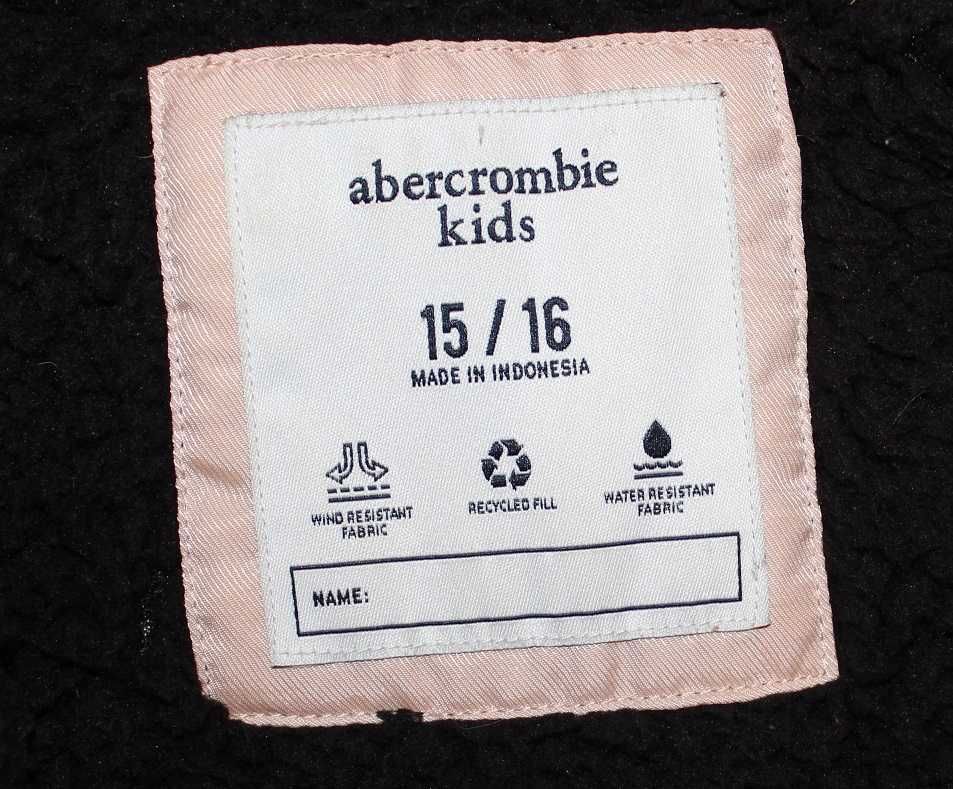 abercrombie
kids
15 / 16
MADE IN INDONESIA
WIND RESISTANT
FABRIC
RECYCLED FILL
WATER RESISTANT
FABRIC
NAME: